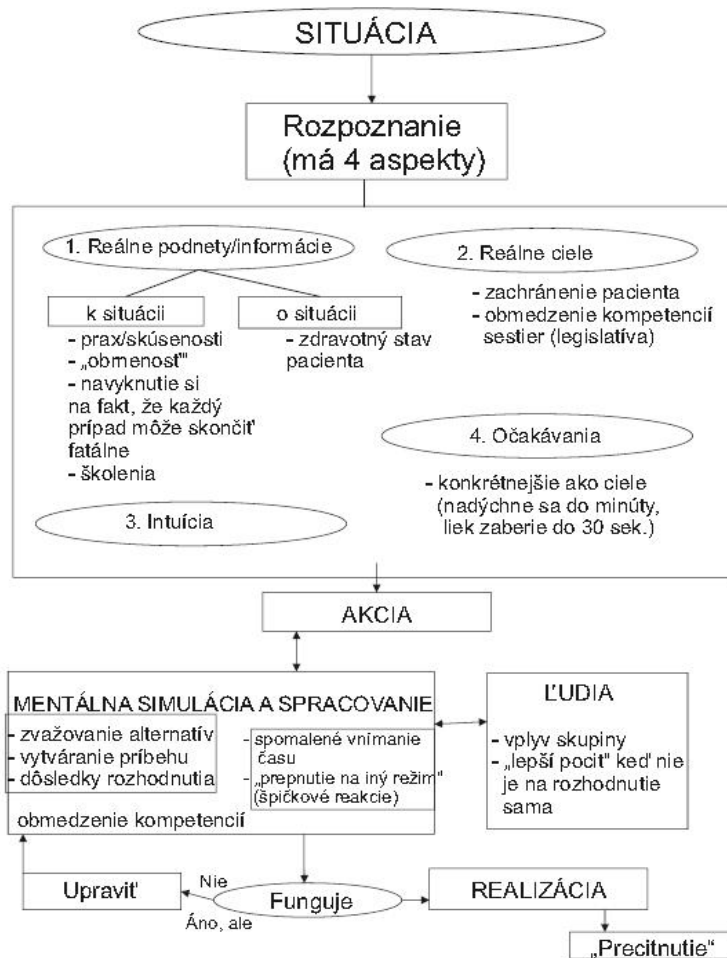 SITUÁCIA
Rozpoznanie
(má 4 aspekty)
1. Reálne podnety/informácie
k situácii
- prax/skúsenosti
- „obrnenosť"
- navyknutie si
na fakt, že každý
prípad môže skončiť
fatálne
- školenia
o situácii
- zdravotný stav
pacienta
2. Reálne ciele
- zachránenie pacienta
- obmedzenie kompetencií
sestier (legislatíva)
3. Intuícia
4. Očakávania
- konkrétnejšie ako ciele
(nadýchne sa do minúty,
liek zaberie do 30 sek.)
AKCIA
MENTÁLNA SIMULÁCIA A SPRACOVANIE
- zvažovanie alternatív
- vytváranie príbehu
- dôsledky rozhodnutia
- spomalené vnímanie
času
- „prepnutie na iný režim"
(špičkové reakcie)
obmedzenie kompetencií
ĽUDIA
- vplyv skupiny
- „lepší pocit" keď nie
je na rozhodnutie
sama
Upraviť
Nie
Áno, ale
Funguje
REALIZÁCIA
„Precitnutie“